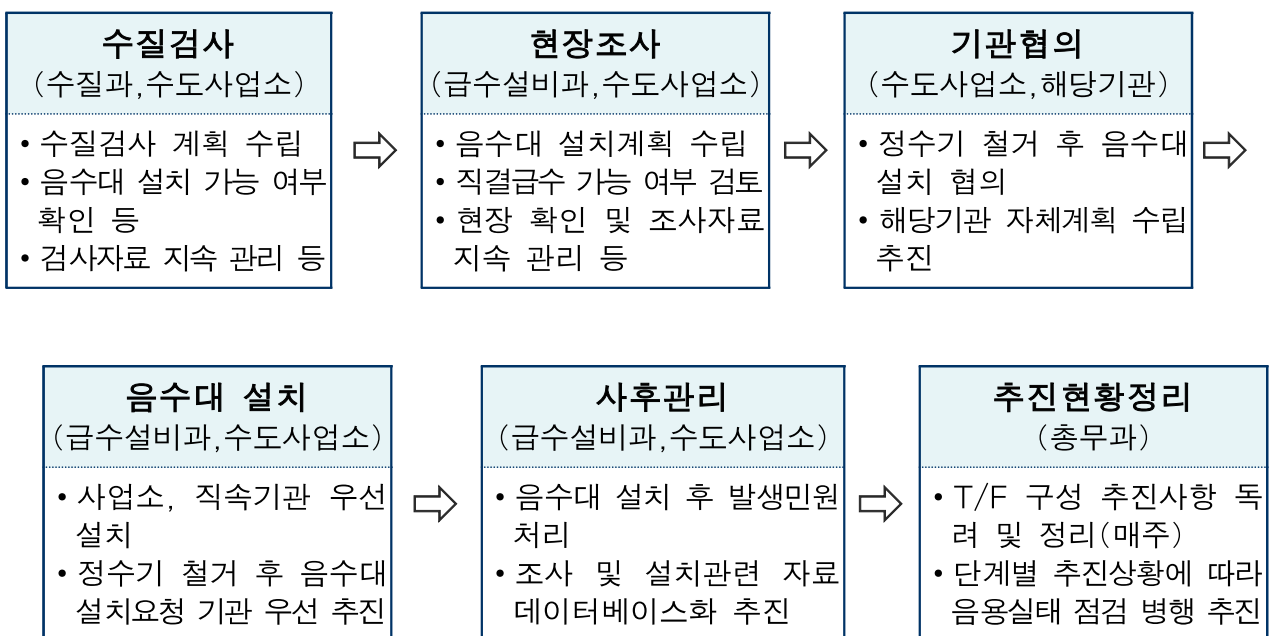 수질검사
(수질과,수도사업소)
• 수질검사 계획 수립
• 음수대 설치 가능 여부
확인 등
• 검사자료 지속 관리 등
현장조사
(급수설비과,수도사업소)
• 음수대 설치계획 수립
• 직결급수 가능 여부 검토
• 현장 확인 및 조사자료
지속 관리 등
기관협의
(수도사업소,해당기관)
• 정수기 철거 후 음수대
설치 협의
• 해당기관 자체계획 수립
추진
음수대 설치
(급수설비과,수도사업소)
• 사업소, 직속기관 우선
설치
• 정수기 철거 후 음수대
설치요청 기관 우선 추진
사후관리
(급수설비과,수도사업소)
• 음수대 설치 후 발생민원
처리
• 조사 및 설치관련 자료
데이터베이스화 추진
추진현황정리
(총무과)
• T/F 구성 추진사항 독
려 및 정리(매주)
• 단계별 추진상황에 따라
음용실태 점검 병행 추진